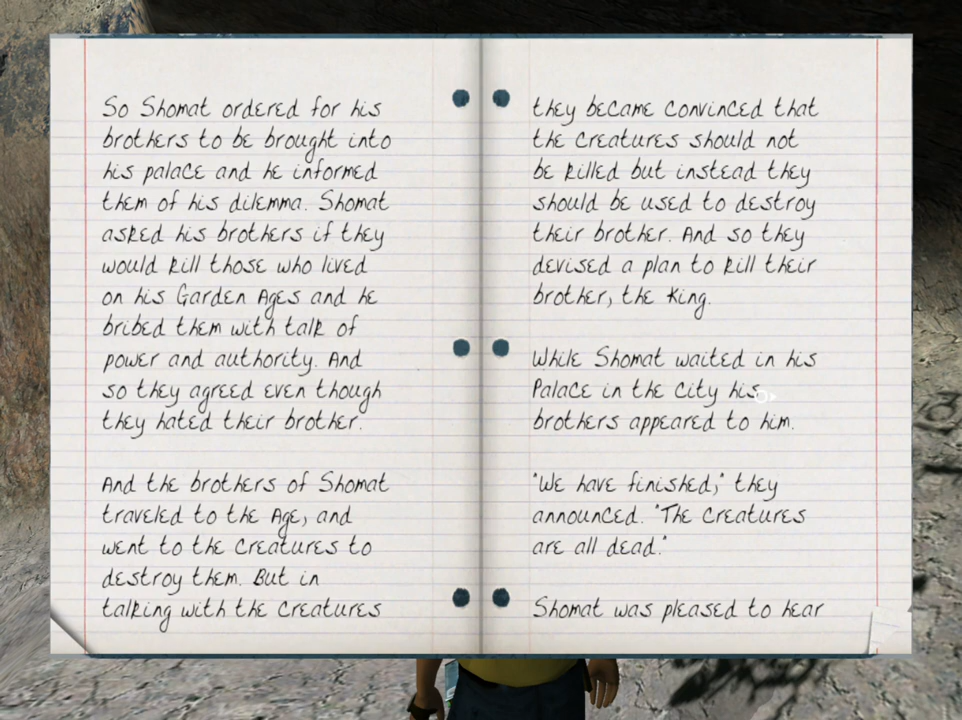 So Shomat ordered for his
brothers to be brought into
his palace and he informed
them of his dilemma. Shomat
asked his brothers if they
would kill those who lived
on his Garden Ages and he
bribed them with talk of
power and authority. And
so they agreed even though
they hated their brother.
And the brothers of Shomat
traveled to the Age, and
went to the creatures to
destroy them. But in
talking with the creatures
they became convinced that
the creatures should not
be killed but instead they
should be used to destroy
their brother. And so they
devised a plan to kill their
brother, the King.
While Shomat waited in his
Palace in the City his
brothers appeared to him.
"We have finished," they
announced. "The creatures
are all dead."
Shomat was pleased to hear